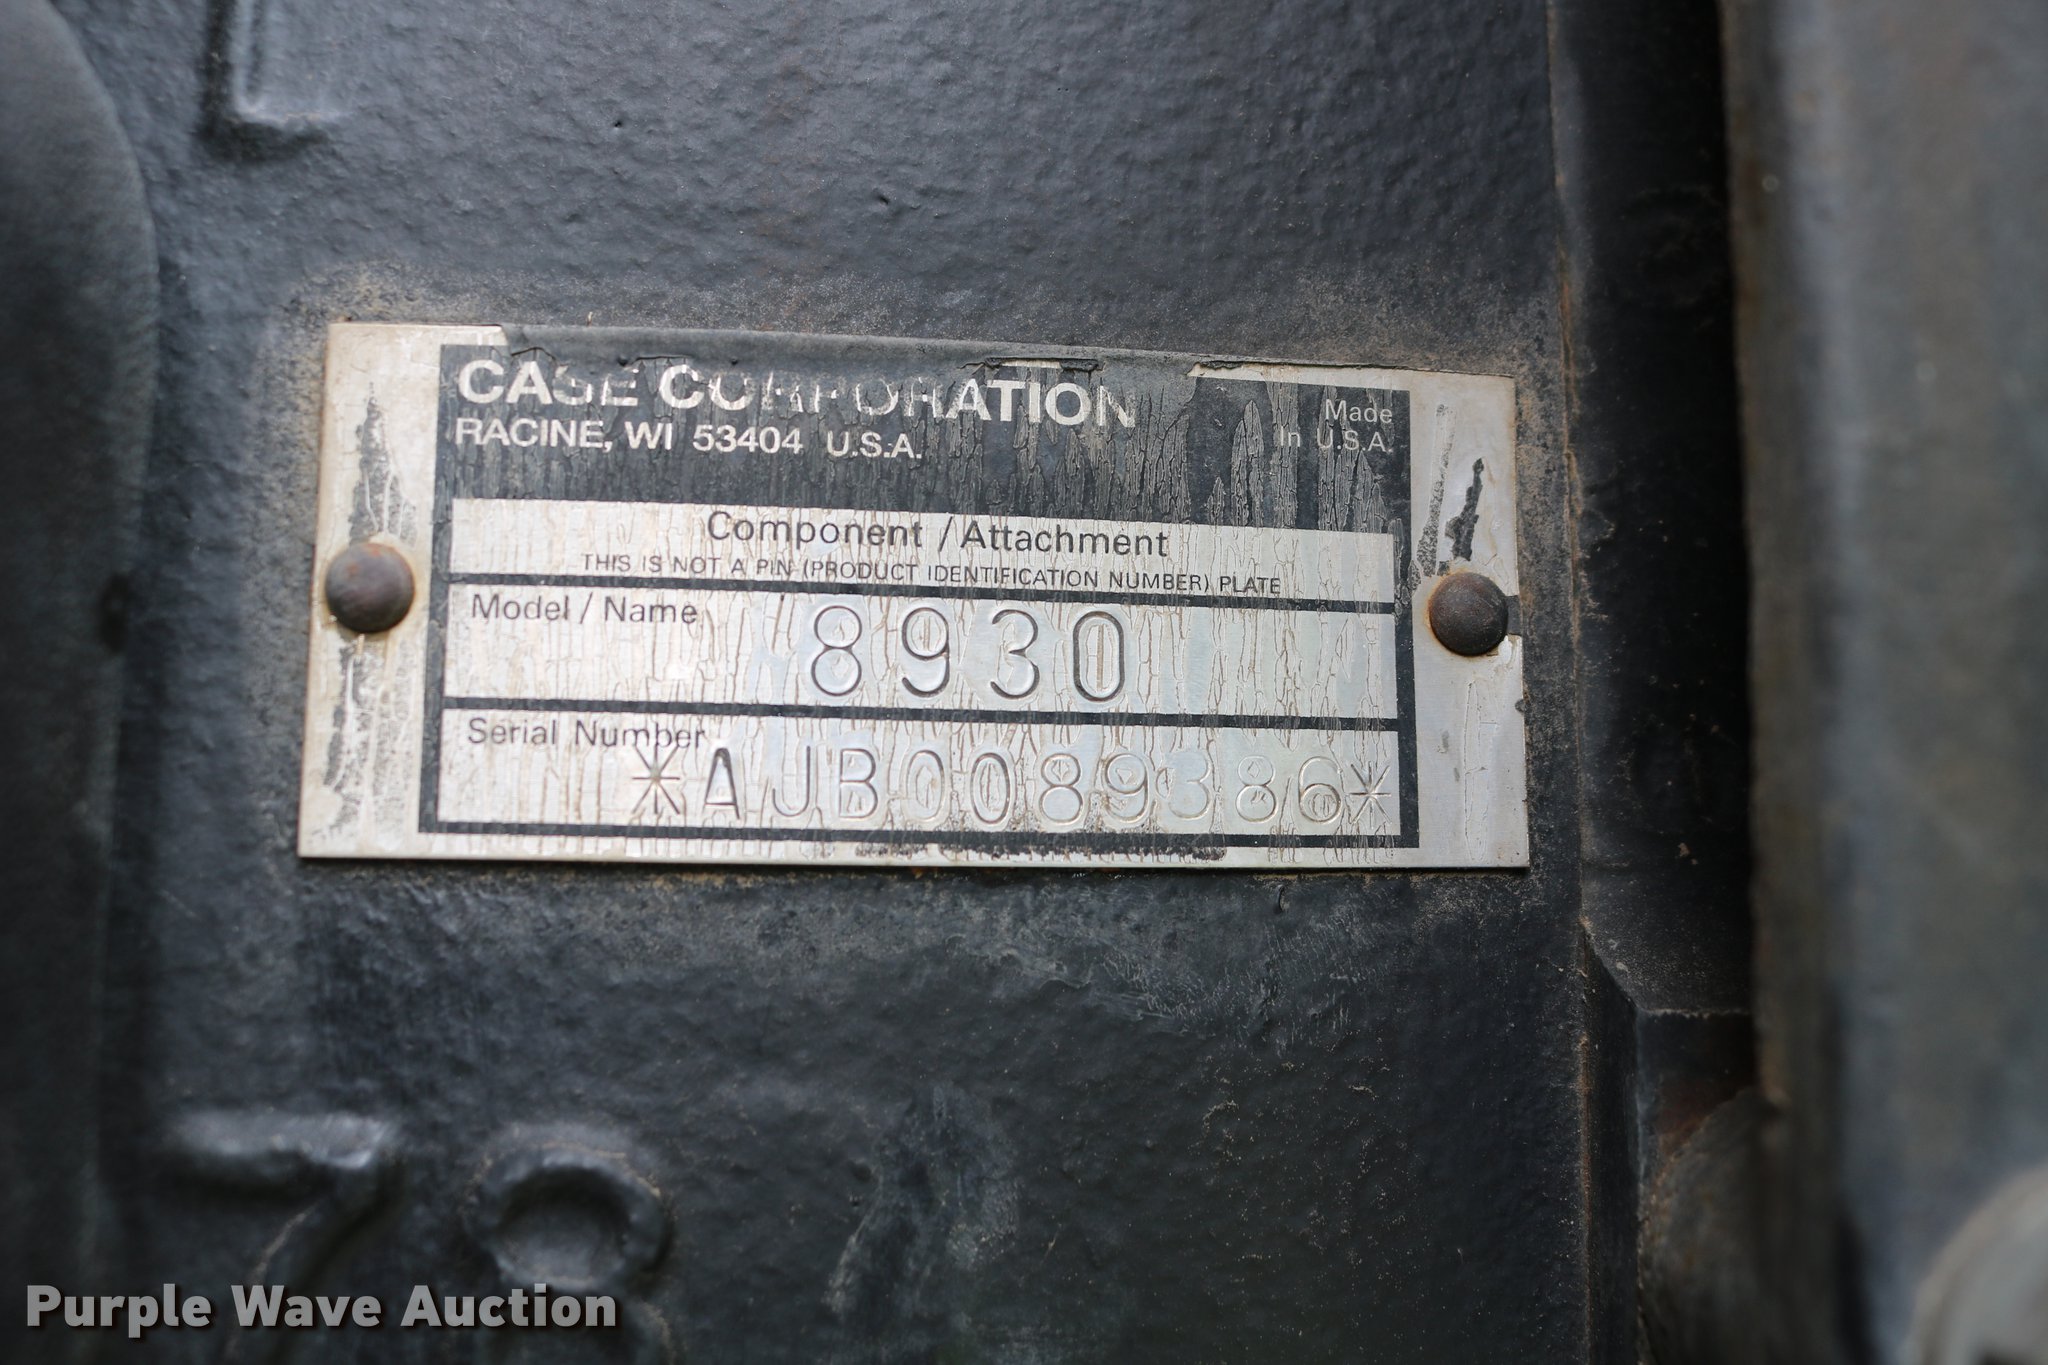 CASE CORPORATION
RACINE, WI 53404 U.S.A.
Made
In U.S.A.
Component / Attachment
THIS IS NOT A PIN (PRODUCT IDENTIFICATION NUMBER) PLATE
Model / Name 8930
Serial Number
*AJB0089386*
78
Purple Wave Auction